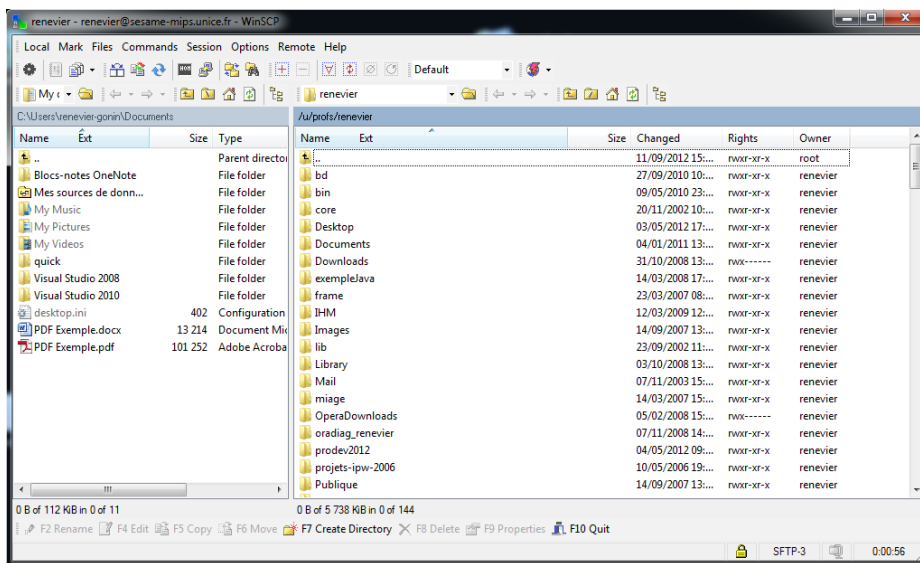 renevier - renevier@sesame-mips.unice.fr - WinSCP
Local Mark Files Commands Session Options Remote Help
Default
renevier
C:\Users\renevier-gonin\Documents /u/profs/renevier
Name Ext Size Type Name Ext Size Changed Rights Owner
.. Parent director .. 11/09/2012 15:... rwxr-xr-x root
Blocs-notes OneNote File folder bd 27/09/2010 10:... rwxr-xr-x renevier
Mes sources de donn... File folder bin 09/05/2010 23:... rwxr-xr-x renevier
My Music File folder core 20/11/2002 10:... rwxr-xr-x renevier
My Pictures File folder Desktop 03/05/2012 17:... rwxr-xr-x renevier
My Videos File folder Documents 04/01/2011 13:... rwxr-xr-x renevier
quick File folder Downloads 31/10/2008 13:... rwx------ renevier
Visual Studio 2008 File folder exempleJava 14/03/2008 17:... rwxr-xr-x renevier
Visual Studio 2010 File folder frame 23/03/2007 08:... rwxr-xr-x renevier
desktop.ini 402 Configuration IHM 12/03/2009 12:... rwxr-xr-x renevier
PDF Exemple.docx 13 214 Document Mic Images 14/09/2007 13:... rwxr-xr-x renevier
PDF Exemple.pdf 101 252 Adobe Acroba lib 23/09/2002 11:... rwxr-xr-x renevier
Library 03/10/2008 13:... rwxr-xr-x renevier
Mail 07/11/2003 15:... rwxr-xr-x renevier
miage 14/03/2007 15:... rwxr-xr-x renevier
OperaDownloads 05/02/2008 15:... rwx------ renevier
oradiag_renevier 07/11/2008 14:... rwxr-xr-x renevier
prodev2012 04/05/2012 09:... rwxr-xr-x renevier
projets-ipw-2006 10/05/2006 19:... rwxr-xr-x renevier
Publique 14/09/2007 13:... rwxr-xr-x renevier
0 B of 112 KiB in 0 of 11 0 B of 5 738 KiB in 0 of 144
F2 Rename F4 Edit F5 Copy F6 Move F7 Create Directory F8 Delete F9 Properties F10 Quit
SFTP-3 0:00:56